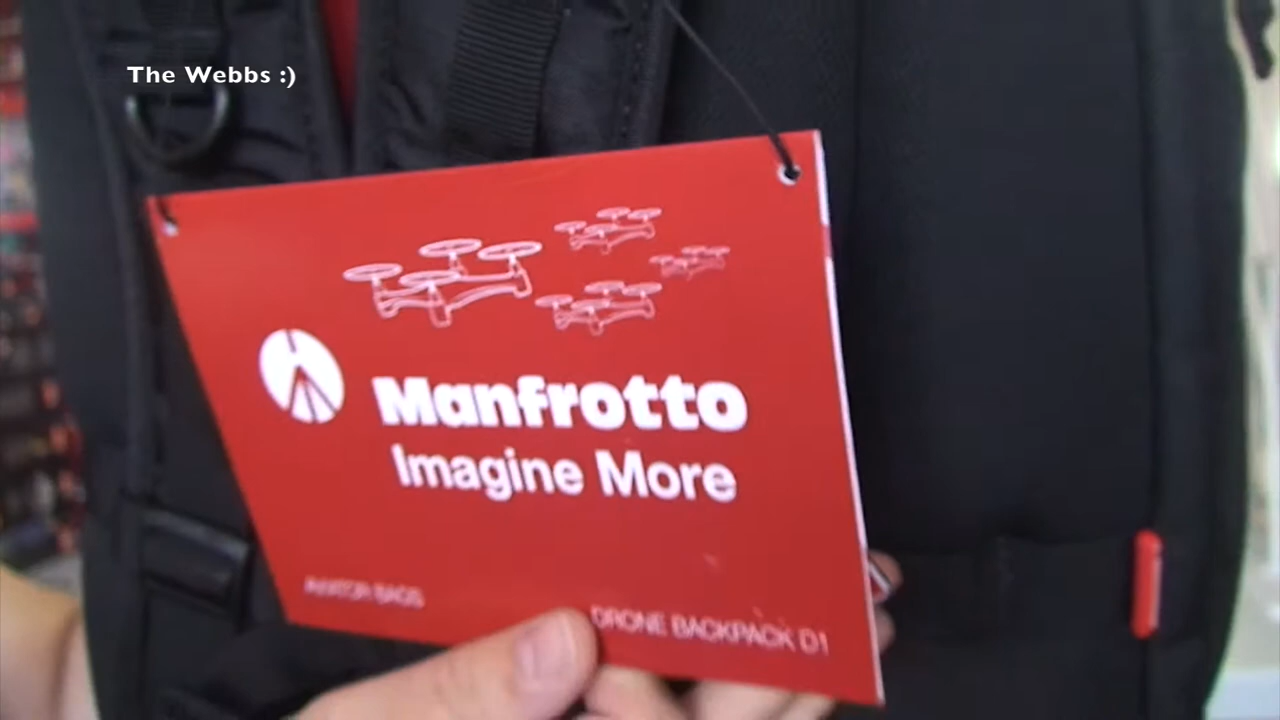 The Webbs :)
Manfrotto
Imagine More
AVIATOR BAGS
DRONE BACKPACK D1